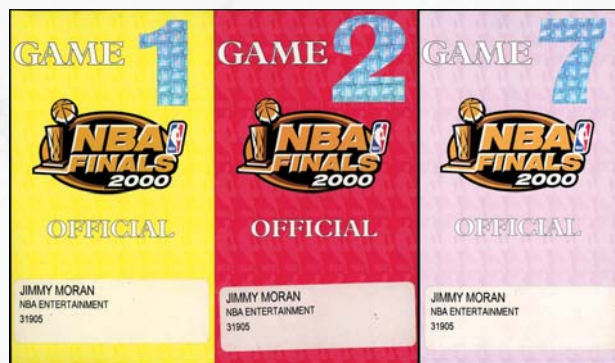 GAME 1
NBA
FINALS
2000
OFFICIAL
JIMMY MORAN
NBA ENTERTAINMENT
31905
GAME 2
NBA
FINALS
2000
OFFICIAL
JIMMY MORAN
NBA ENTERTAINMENT
31905
GAME 7
NBA
FINALS
2000
OFFICIAL
JIMMY MORAN
NBA ENTERTAINMENT
31905